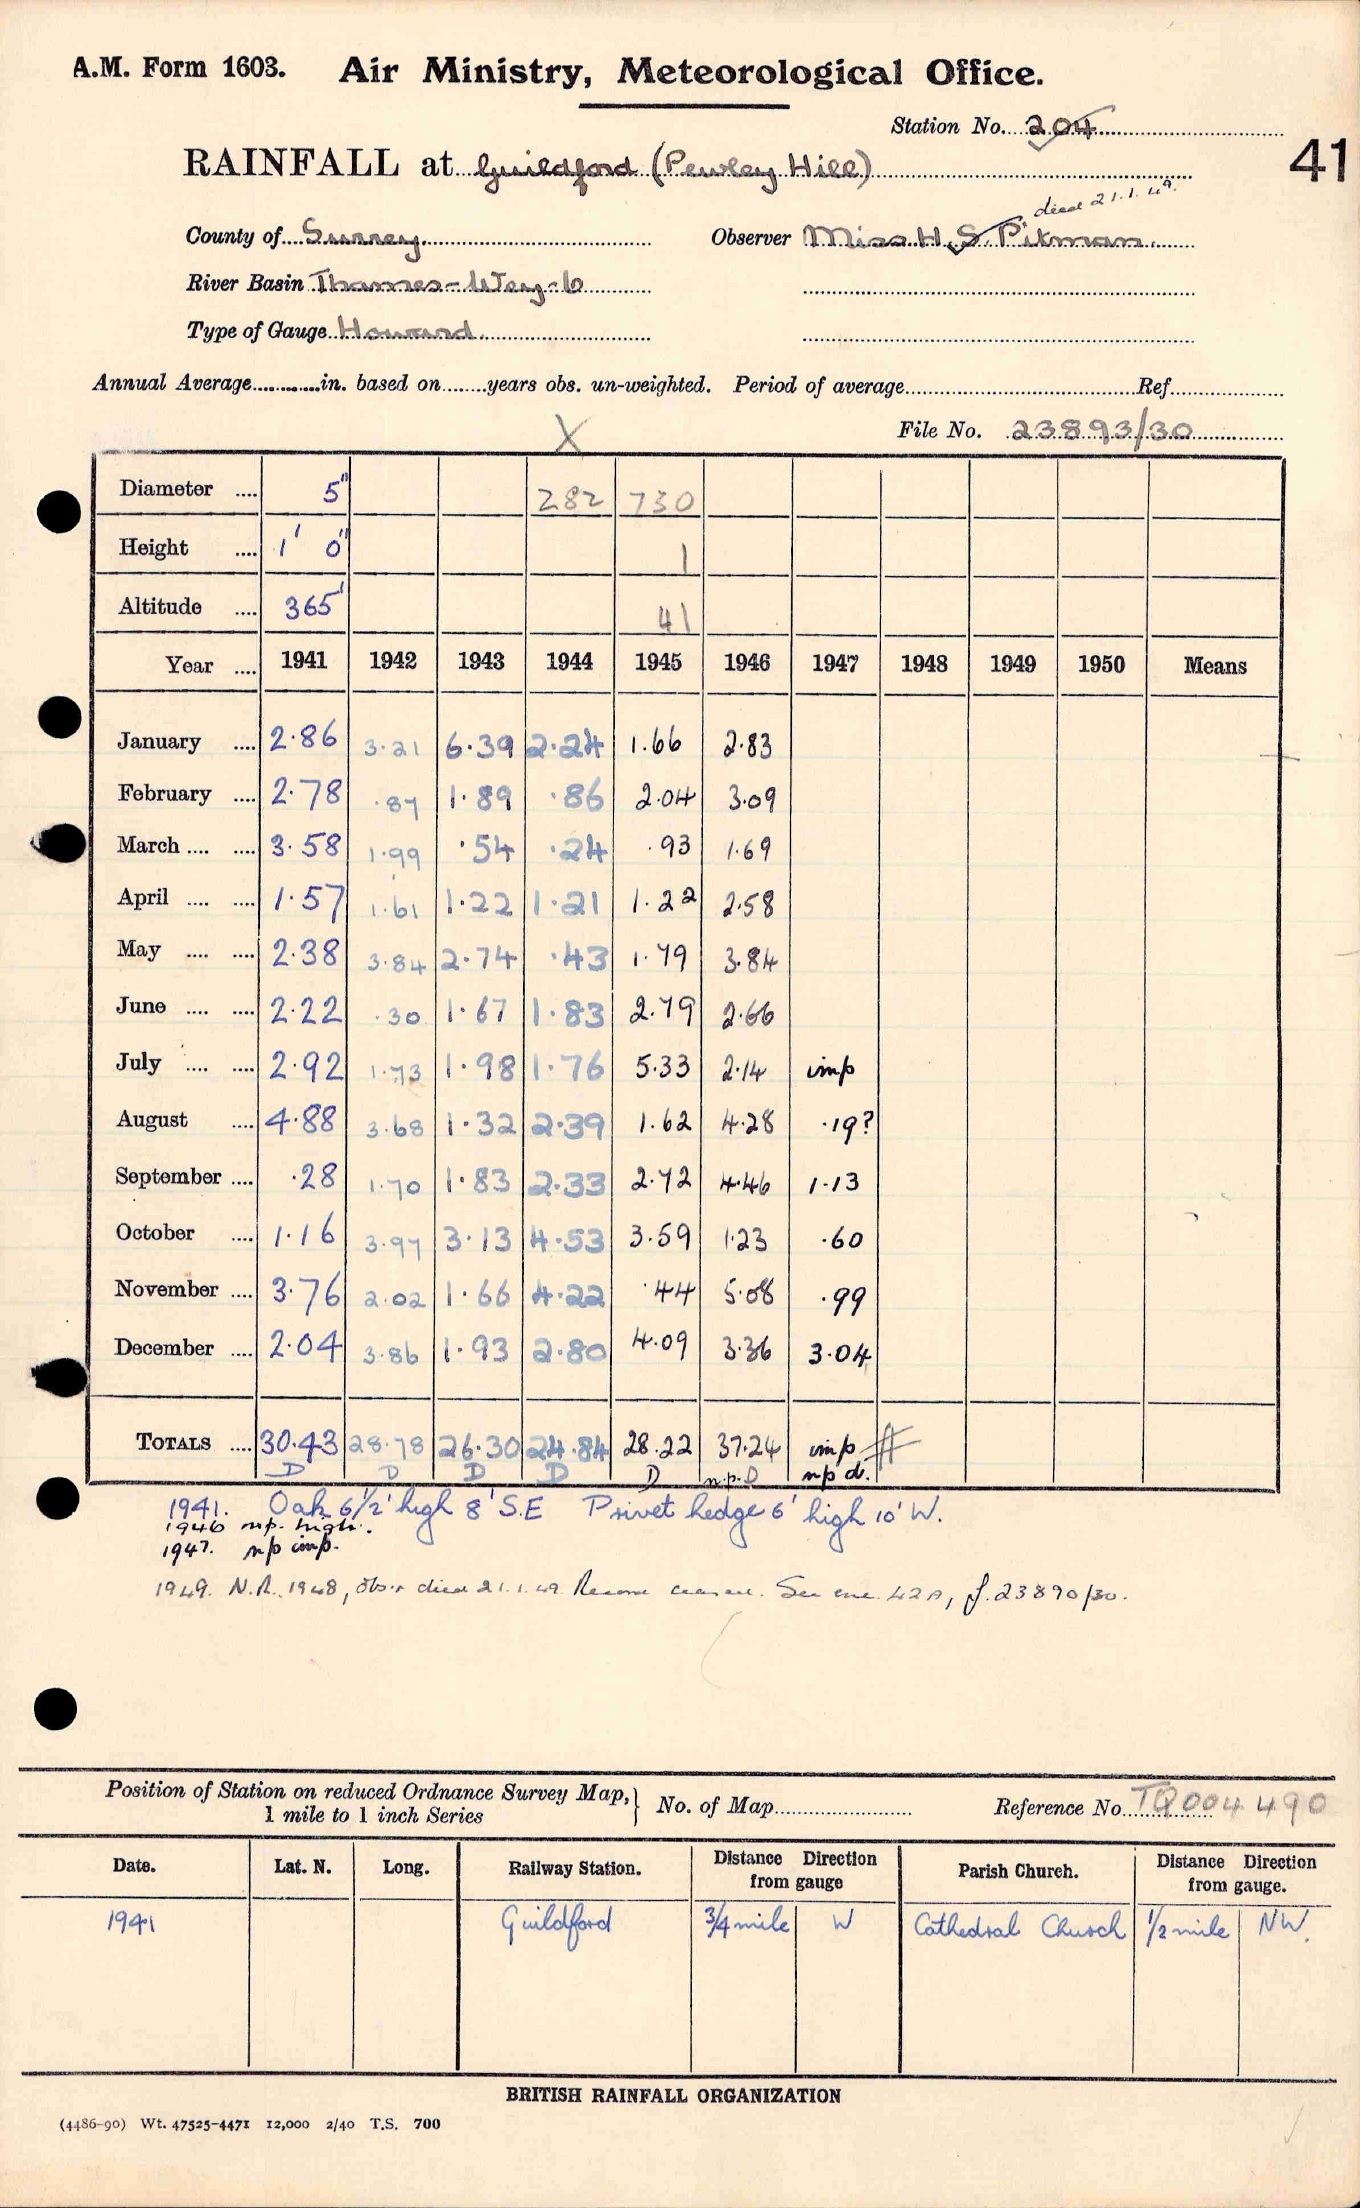 A.M. Form 1603. Air Ministry, Meteorological Office.
Station No. 204
41
RAINFALL at Guildford (Pewley Hill)
died 21.1.49.
County of Surrey Observer Miss H. S. Pitman.
River Basin Thames-Wey-6
Type of Gauge Howard
Annual Average............in. based on........years obs. un-weighted. Period of average........................Ref............
X
File No. 23893/30
Diameter .... 5" 282 730
Height .... 1' 0" 1
Altitude .... 365' 41
Year .... 1941 1942 1943 1944 1945 1946 1947 1948 1949 1950 Means
January .... 2.86 3.21 6.39 2.24 1.66 2.83
February .... 2.78 .87 1.89 .86 2.04 3.09
March .... .... 3.58 1.99 .54 .24 .93 1.69
April .... .... 1.57 1.61 1.22 1.21 1.22 2.58
May .... .... 2.38 3.84 2.74 .43 1.79 3.84
June .... .... 2.22 .30 1.67 1.83 2.79 2.66
July .... .... 2.92 1.73 1.98 1.76 5.33 2.14 imp
August .... 4.88 3.68 1.32 2.39 1.62 4.28 .19?
September .... .28 1.70 1.83 2.33 2.72 4.46 1.13
October .... 1.16 3.97 3.13 4.53 3.59 1.23 .60
November .... 3.76 2.02 1.66 4.22 .44 5.08 .99
December .... 2.04 3.86 1.93 2.80 4.09 3.36 3.04
TOTALS .... 30.43 28.78 26.30 24.84 28.22 37.24 imp #
D D D D D n.p. D n p d.
1941. Oak 6 1/2' high 8' S.E Privet hedge 6' high 10' W.
1946 n.p. high.
1947. n p imp.
1949. N.R. 1948, Obs.r died 21.1.49. Record ceased. See enc. 42A, f. 23890/30.
Position of Station on reduced Ordnance Survey Map, 1 mile to 1 inch Series } No. of Map............ Reference No. TQ004490
Date. Lat. N. Long. Railway Station. Distance Direction from gauge Parish Church. Distance Direction from gauge.
1941 Guildford 3/4 mile W Cathedral Church 1/2 mile NW.
BRITISH RAINFALL ORGANIZATION
(4486-90) Wt. 47525-4471 12,000 2/40 T.S. 700